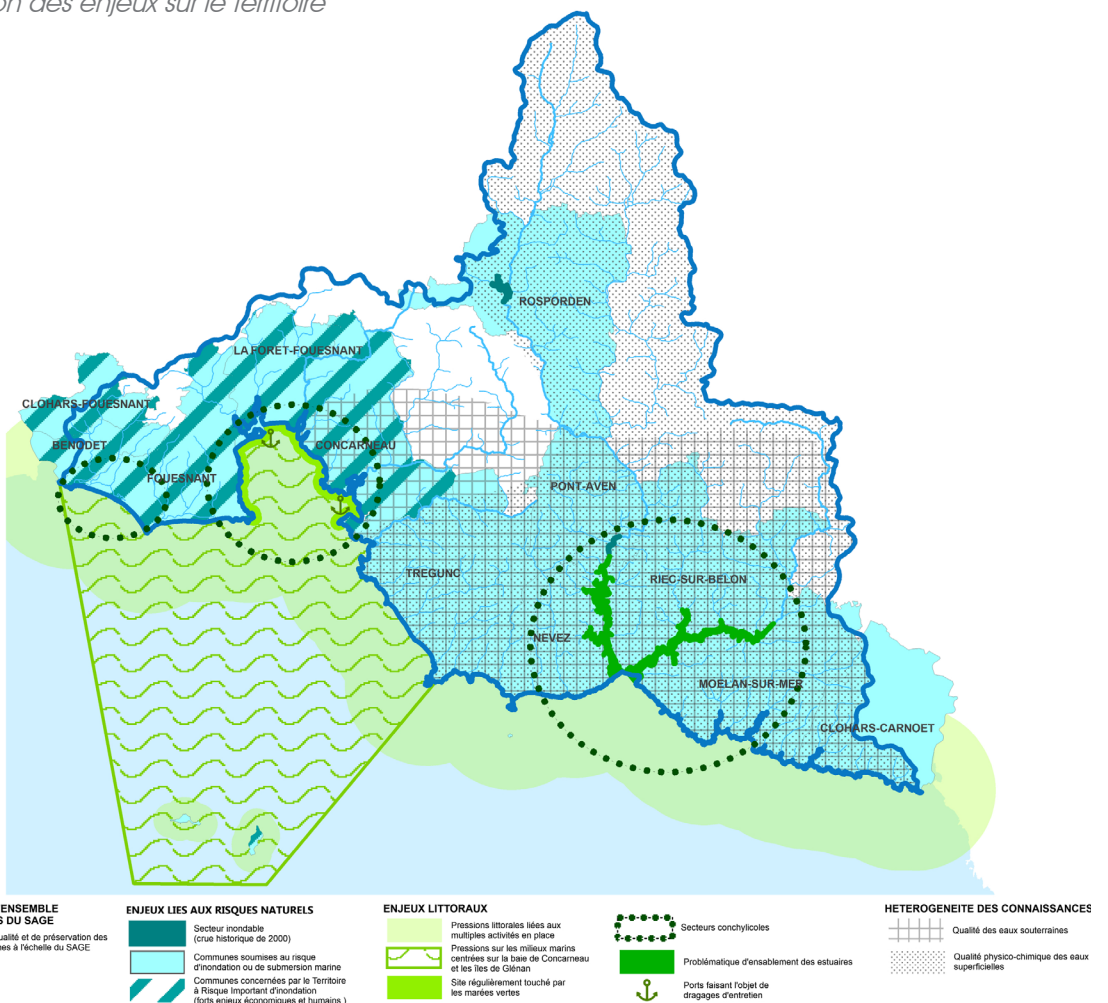 on des enjeux sur le territoire
ROSPORDEN
LA FORET-FOUESNANT
CLOHARS-FOUESNANT
BENODET
CONCARNEAU
FOUESNANT
PONT-AVEN
TREGUNC
RIEC-SUR-BELON
NEVEZ
MOELAN-SUR-MER
CLOHARS-CARNOET
ENSEMBLE
DU SAGE
ualité et de préservation des
nes à l'échelle du SAGE
ENJEUX LIES AUX RISQUES NATURELS
Secteur inondable
(crue historique de 2000)
Communes soumises au risque
d'inondation ou de submersion marine
Communes concernées par le Territoire
à Risque Important d'inondation
(forts enjeux économiques et humains )
ENJEUX LITTORAUX
Pressions littorales liées aux
multiples activités en place
Pressions sur les milieux marins
centrées sur la baie de Concarneau
et les îles de Glénan
Site régulièrement touché par
les marées vertes
Secteurs conchylicoles
Problématique d'ensablement des estuaires
Ports faisant l'objet de
dragages d'entretien
HETEROGENEITE DES CONNAISSANCES
Qualité des eaux souterraines
Qualité physico-chimique des eaux
superficielles